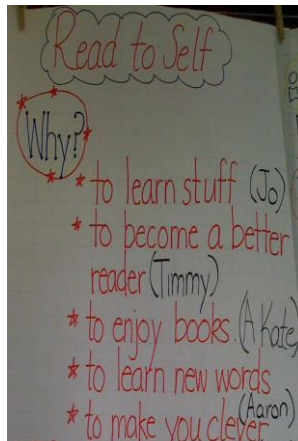 Read to Self
Why?
* to learn stuff (Jo)
* to become a better
reader (Timmy)
* to enjoy books. (A Kate)
* to learn new words
(Aaron)
* to make you clever